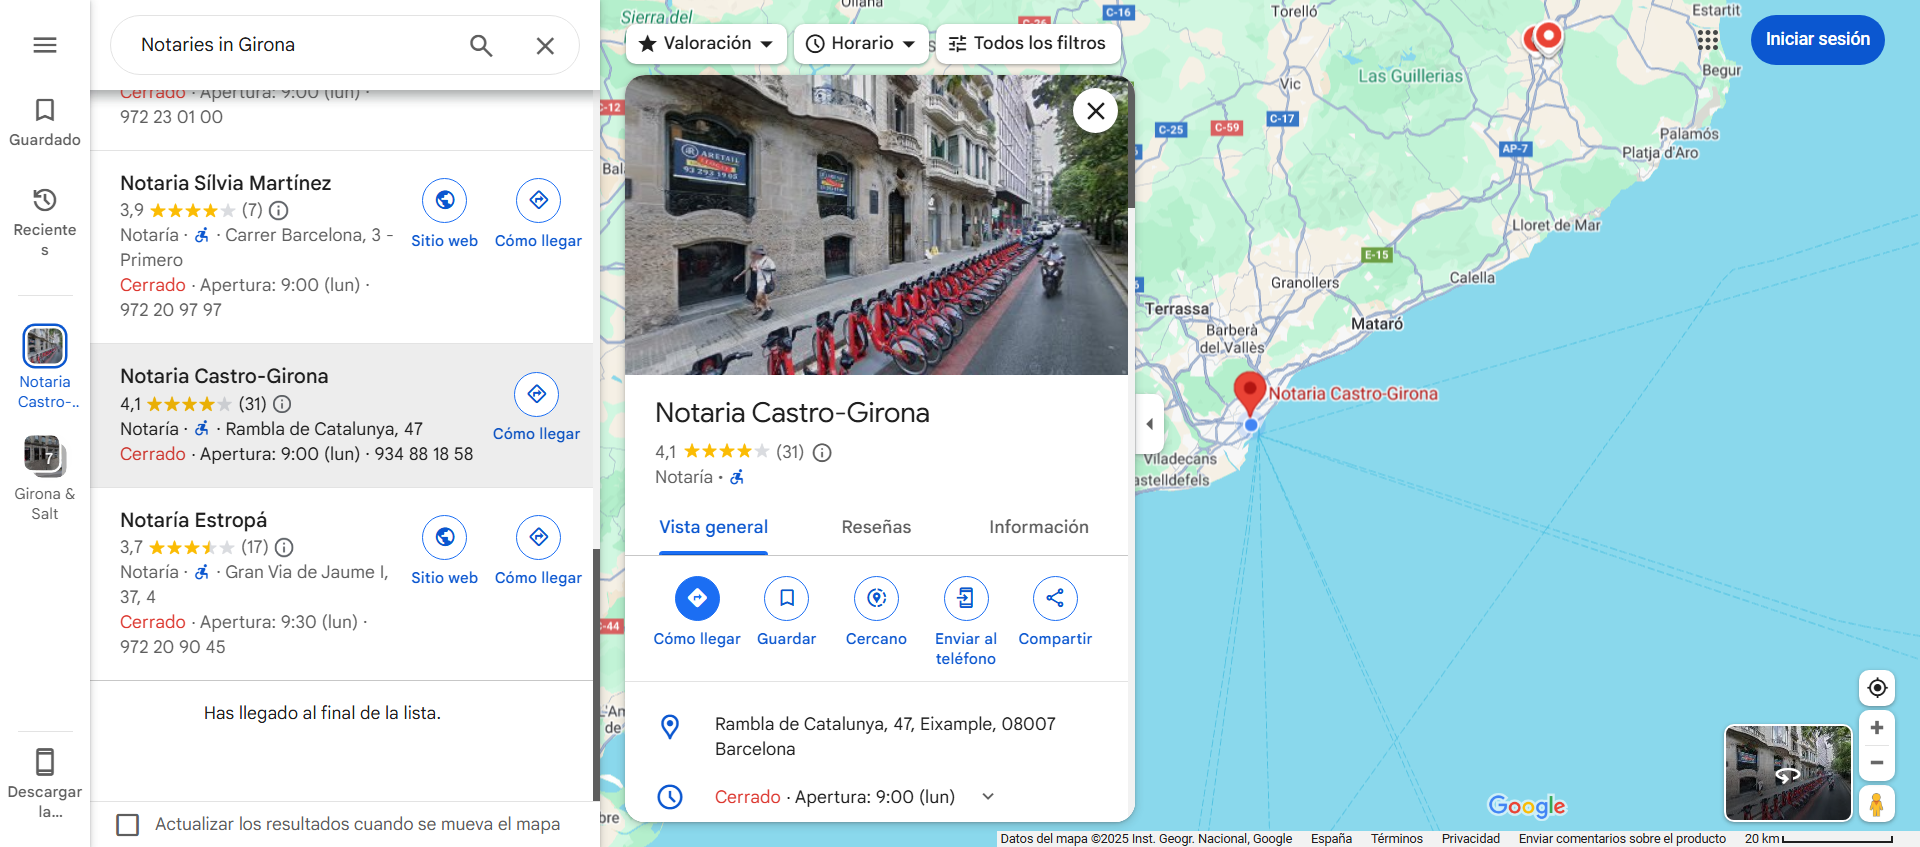 Notaries in Girona
Guardado
Reciente
s
Notaria
Castro-..
7
Girona &
Salt
Descargar
la...
Cerrado · Apertura: 9:00 (lun) ·
972 23 01 00
Notaria Sílvia Martínez
3,9 (7)
Notaría · Carrer Barcelona, 3 -
Primero
Cerrado · Apertura: 9:00 (lun) ·
972 20 97 97
Sitio web
Cómo llegar
Notaria Castro-Girona
4,1 (31)
Notaría · Rambla de Catalunya, 47
Cerrado · Apertura: 9:00 (lun) · 934 88 18 58
Cómo llegar
Notaría Estropá
3,7 (17)
Notaría · Gran Via de Jaume I,
37, 4
Cerrado · Apertura: 9:30 (lun) ·
972 20 90 45
Sitio web
Cómo llegar
Has llegado al final de la lista.
Actualizar los resultados cuando se mueva el mapa
Valoración
Horario
Todos los filtros
ARETAIL
93 293 19 05
Notaria Castro-Girona
4,1 (31)
Notaría ·
Vista general
Reseñas
Información
Cómo llegar
Guardar
Cercano
Enviar al
teléfono
Compartir
Rambla de Catalunya, 47, Eixample, 08007
Barcelona
Cerrado · Apertura: 9:00 (lun)
Iniciar sesión
Sierra del
Oliana
C-26
C-16
Torelló
Estartit
Begur
Las Guillerias
Vic
C-12
C-25
C-59
C-17
AP-7
Palamós
Platja d'Aro
Lloret de Mar
E-15
Calella
Granollers
Terrassa
Mataró
Barberà
del Vallès
Notaria Castro-Girona
Viladecans
astelldefels
C-44
Google
Datos del mapa ©2025 Inst. Geogr. Nacional, Google
España
Términos
Privacidad
Enviar comentarios sobre el producto
20 km